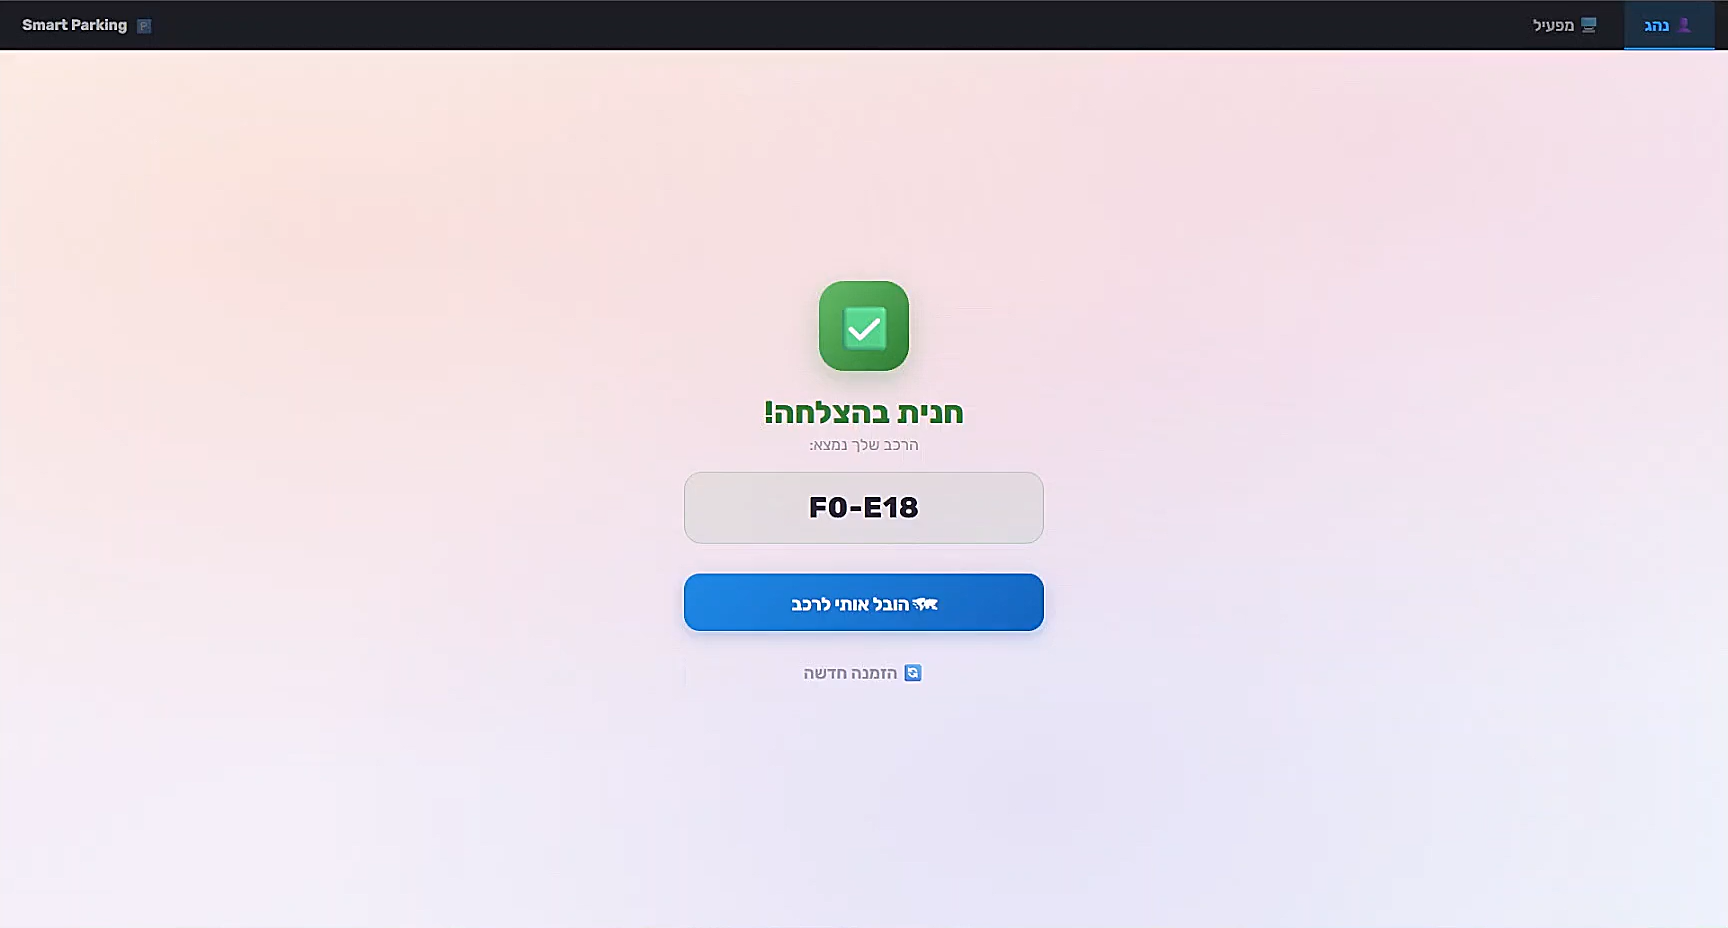 נהג
מפעיל
Smart Parking
חנית בהצלחה!
הרכב שלך נמצא:
F0-E18
הובל אותי לרכב
הזמנה חדשה